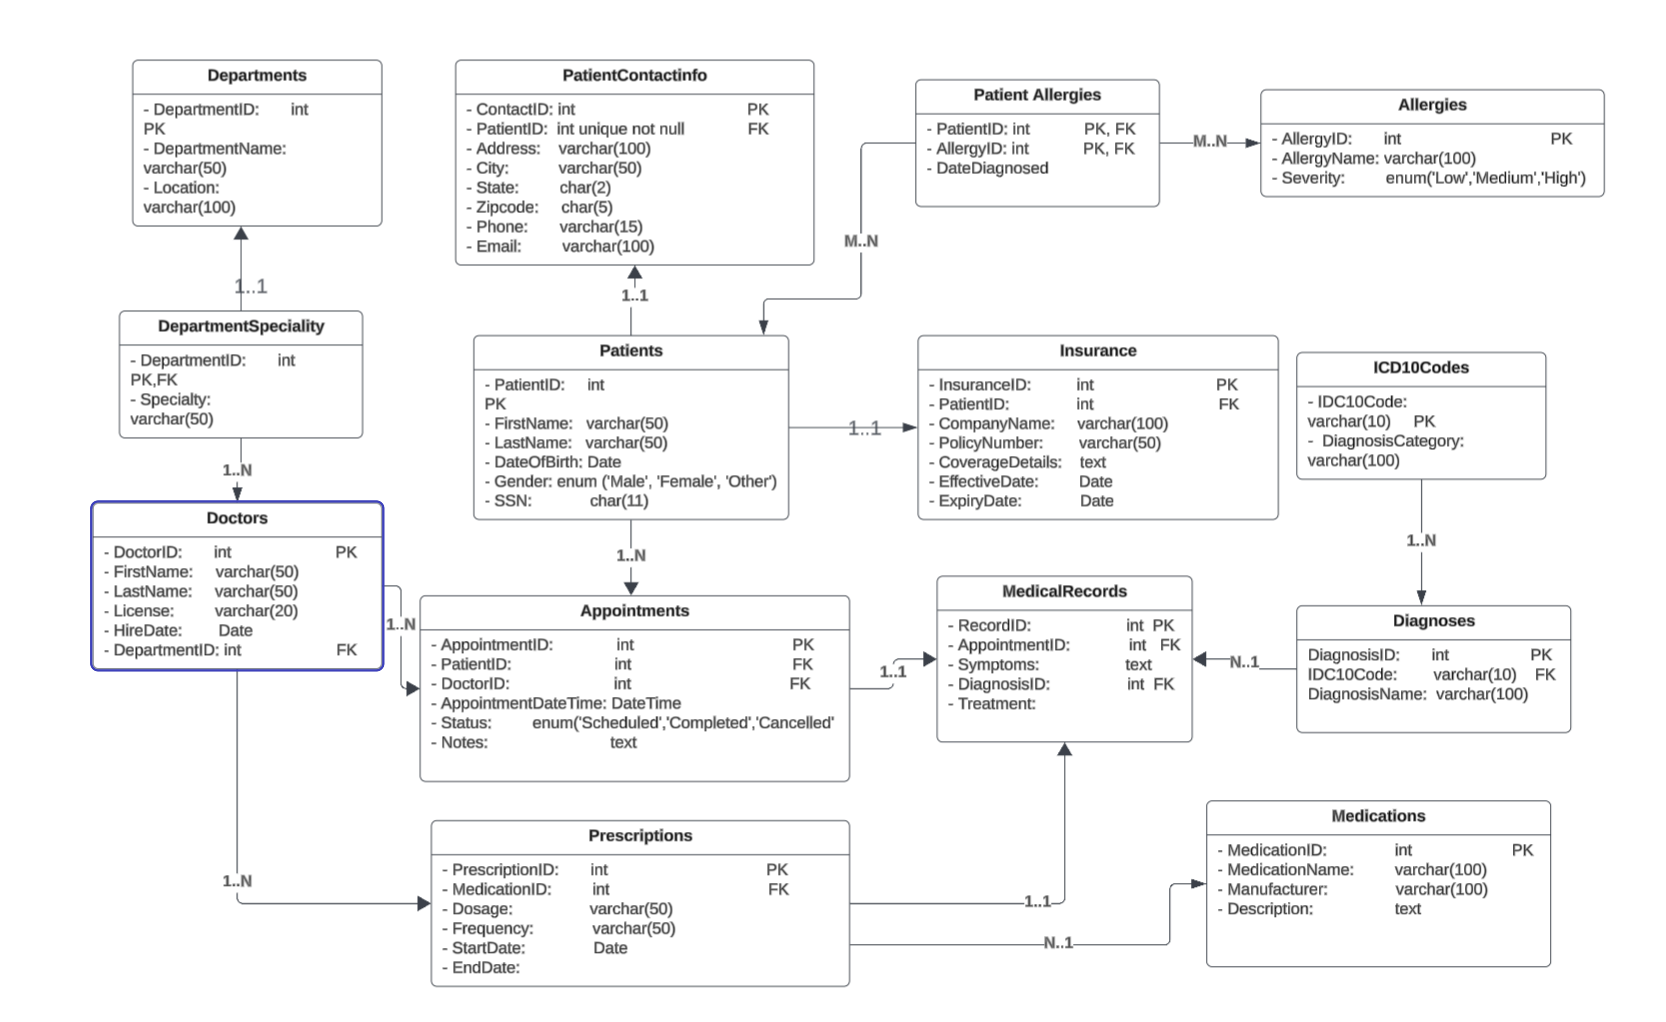 Departments
- DepartmentID: int
PK
- DepartmentName:
varchar(50)
- Location:
varchar(100)
PatientContactinfo
- ContactID: int PK
- PatientID: int unique not null FK
- Address: varchar(100)
- City: varchar(50)
- State: char(2)
- Zipcode: char(5)
- Phone: varchar(15)
- Email: varchar(100)
Patient Allergies
- PatientID: int PK, FK
- AllergyID: int PK, FK
- DateDiagnosed
M..N
Allergies
- AllergyID: int PK
- AllergyName: varchar(100)
- Severity: enum('Low','Medium','High')
M..N
1..1
1..1
DepartmentSpeciality
- DepartmentID: int
PK,FK
- Specialty:
varchar(50)
1..N
Patients
- PatientID: int
PK
- FirstName: varchar(50)
- LastName: varchar(50)
- DateOfBirth: Date
- Gender: enum ('Male', 'Female', 'Other')
- SSN: char(11)
1..1
Insurance
- InsuranceID: int PK
- PatientID: int FK
- CompanyName: varchar(100)
- PolicyNumber: varchar(50)
- CoverageDetails: text
- EffectiveDate: Date
- ExpiryDate: Date
ICD10Codes
- IDC10Code:
varchar(10) PK
- DiagnosisCategory:
varchar(100)
1..N
1..N
Doctors
- DoctorID: int PK
- FirstName: varchar(50)
- LastName: varchar(50)
- License: varchar(20)
- HireDate: Date
- DepartmentID: int FK
1..N
Appointments
- AppointmentID: int PK
- PatientID: int FK
- DoctorID: int FK
- AppointmentDateTime: DateTime
- Status: enum('Scheduled','Completed','Cancelled'
- Notes: text
1..1
MedicalRecords
- RecordID: int PK
- AppointmentID: int FK
- Symptoms: text
- DiagnosisID: int FK
- Treatment:
N..1
Diagnoses
DiagnosisID: int PK
IDC10Code: varchar(10) FK
DiagnosisName: varchar(100)
1..N
Prescriptions
- PrescriptionID: int PK
- MedicationID: int FK
- Dosage: varchar(50)
- Frequency: varchar(50)
- StartDate: Date
- EndDate:
1..1
N..1
Medications
- MedicationID: int PK
- MedicationName: varchar(100)
- Manufacturer: varchar(100)
- Description: text